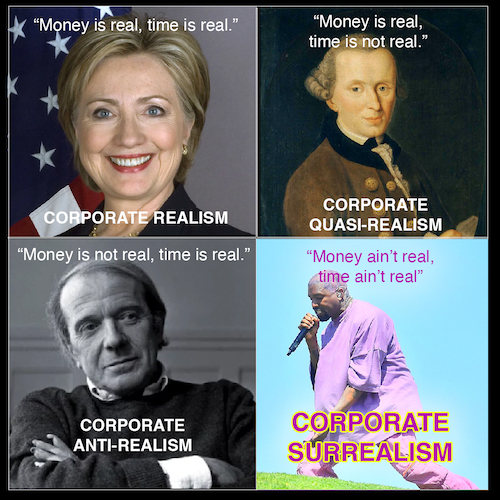 “Money is real, time is real.”
CORPORATE REALISM
“Money is real,
time is not real.”
CORPORATE
QUASI-REALISM
“Money is not real, time is real.”
CORPORATE
ANTI-REALISM
“Money ain’t real,
time ain’t real”
CORPORATE
SURREALISM